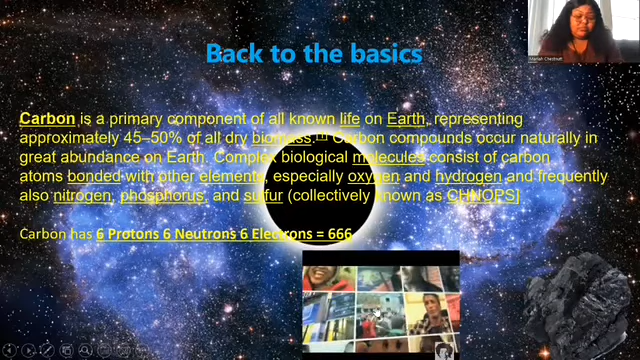 Back to the basics
Carbon is a primary component of all known life on Earth, representing
approximately 45–50% of all dry biomass.[1] Carbon compounds occur naturally in
great abundance on Earth. Complex biological molecules consist of carbon
atoms bonded with other elements, especially oxygen and hydrogen and frequently
also nitrogen, phosphorus, and sulfur (collectively known as CHNOPS)
Carbon has 6 Protons 6 Neutrons 6 Electrons = 666